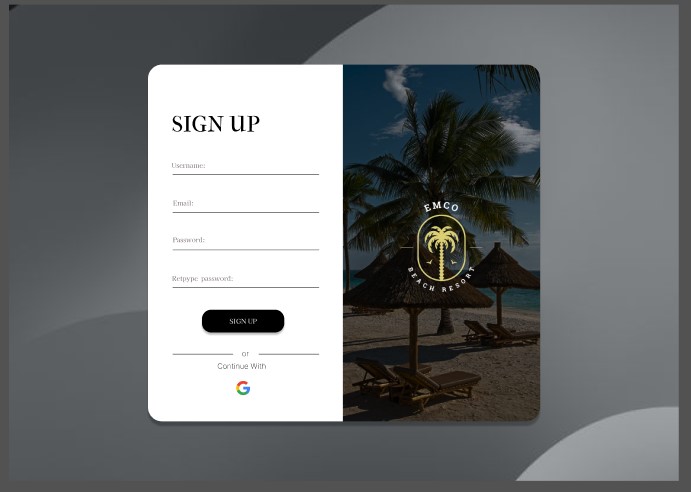 SIGN UP
Username:
Email:
Password:
Retpype password:
SIGN UP
or
Continue With
EMCO
BEACH RESORT